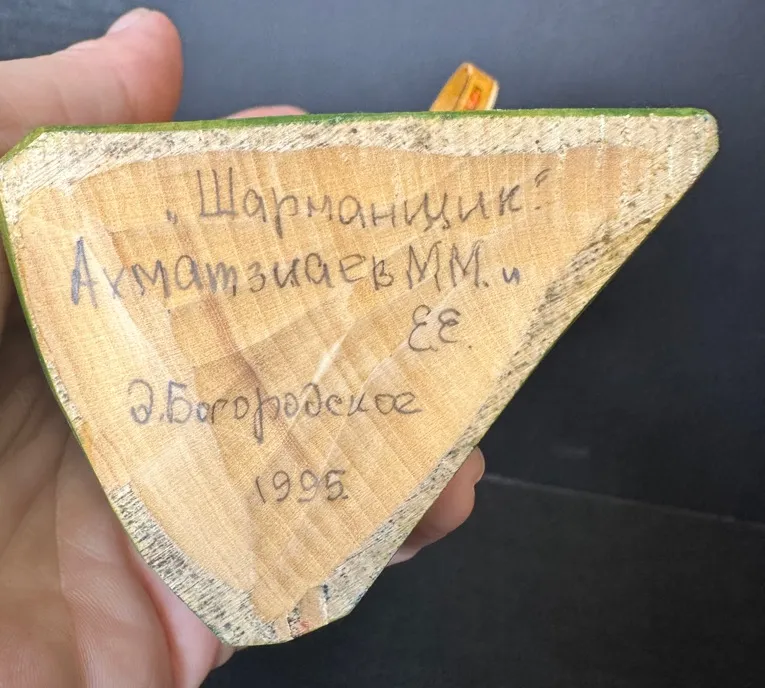 „Шарманщик"
Ахматзиаев М М. и
Е Е.
д. Богородское
1995